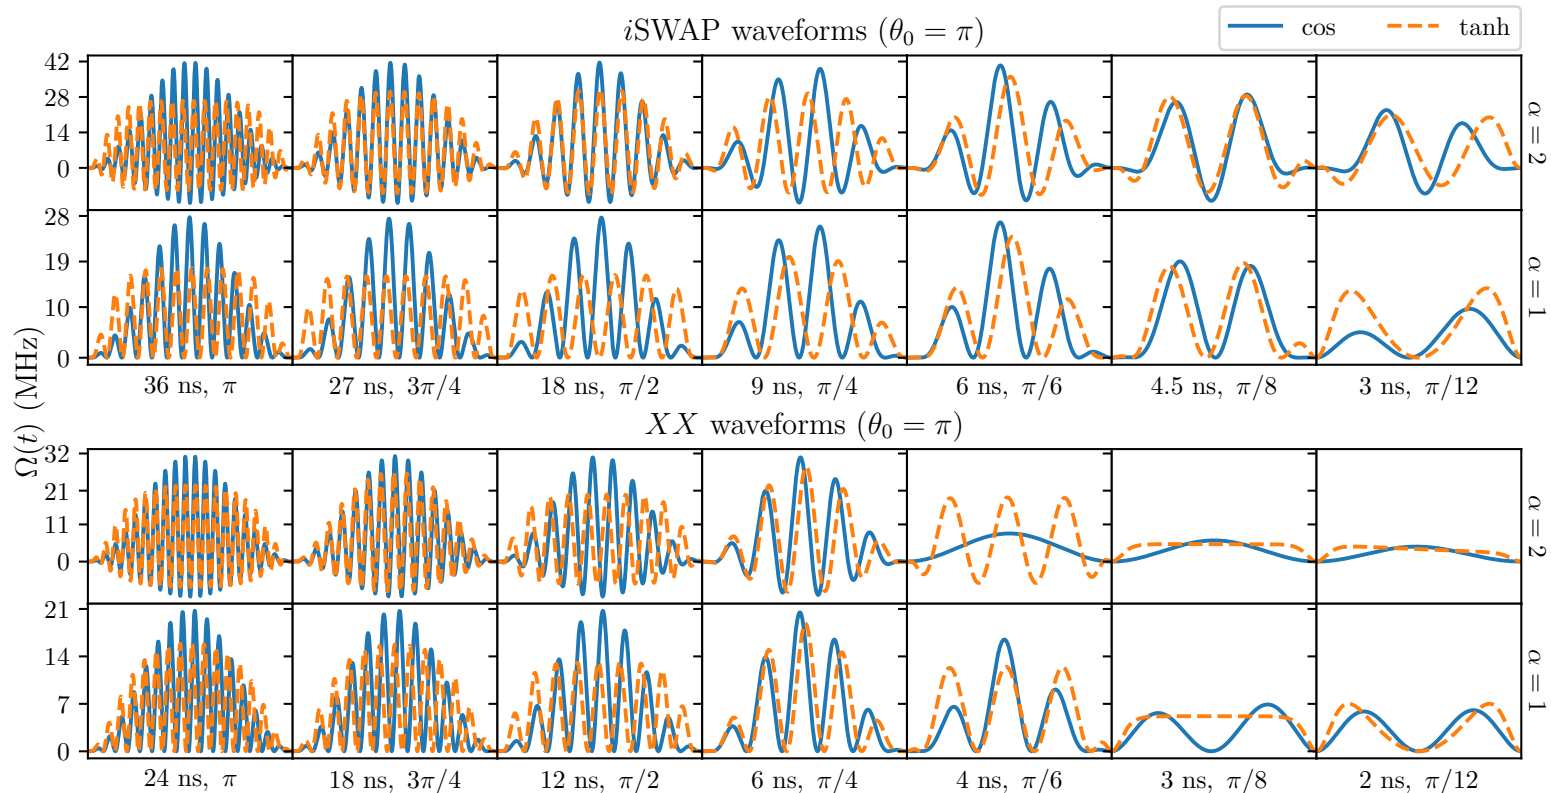 iSWAP waveforms (θ₀ = π)
cos tanh
42
28
14
0
α = 2
28
19
10
0
α = 1
36 ns, π 27 ns, 3π/4 18 ns, π/2 9 ns, π/4 6 ns, π/6 4.5 ns, π/8 3 ns, π/12
Ω(t) (MHz)
XX waveforms (θ₀ = π)
32
21
11
0
α = 2
21
14
7
0
α = 1
24 ns, π 18 ns, 3π/4 12 ns, π/2 6 ns, π/4 4 ns, π/6 3 ns, π/8 2 ns, π/12